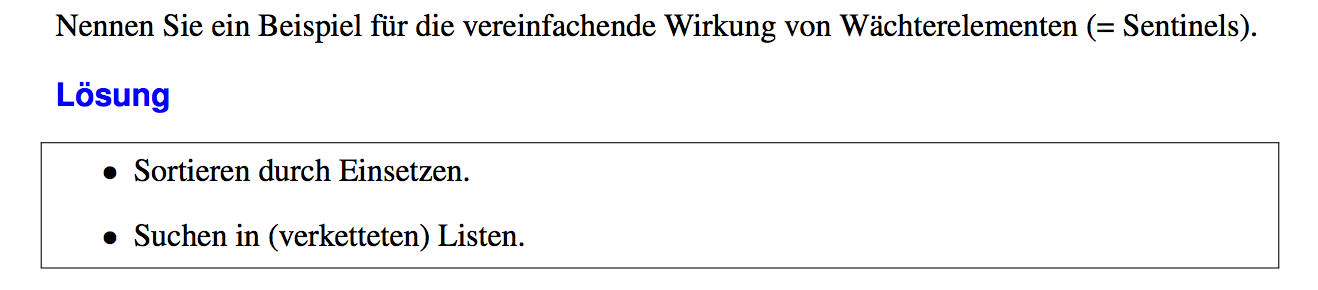 Nennen Sie ein Beispiel für die vereinfachende Wirkung von Wächterelementen (= Sentinels).
Lösung
• Sortieren durch Einsetzen.
• Suchen in (verketteten) Listen.